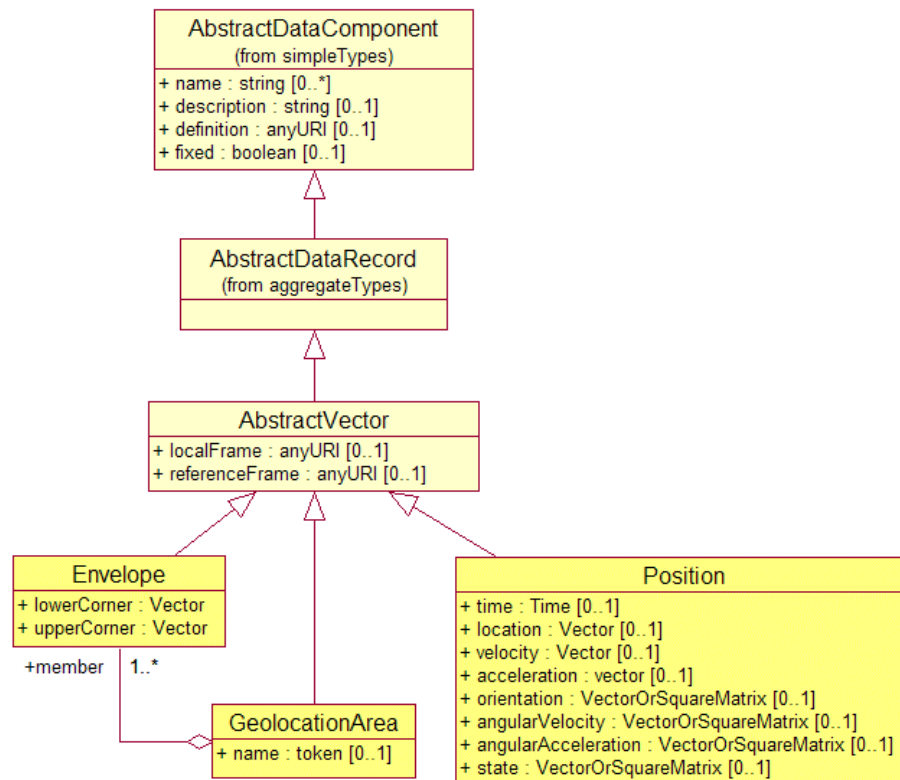 AbstractDataComponent
(from simpleTypes)
+ name : string [0..*]
+ description : string [0..1]
+ definition : anyURI [0..1]
+ fixed : boolean [0..1]
AbstractDataRecord
(from aggregateTypes)
AbstractVector
+ localFrame : anyURI [0..1]
+ referenceFrame : anyURI [0..1]
Envelope
+ lowerCorner : Vector
+ upperCorner : Vector
+member 1..*
GeolocationArea
+ name : token [0..1]
Position
+ time : Time [0..1]
+ location : Vector [0..1]
+ velocity : Vector [0..1]
+ acceleration : vector [0..1]
+ orientation : VectorOrSquareMatrix [0..1]
+ angularVelocity : VectorOrSquareMatrix [0..1]
+ angularAcceleration : VectorOrSquareMatrix [0..1]
+ state : VectorOrSquareMatrix [0..1]